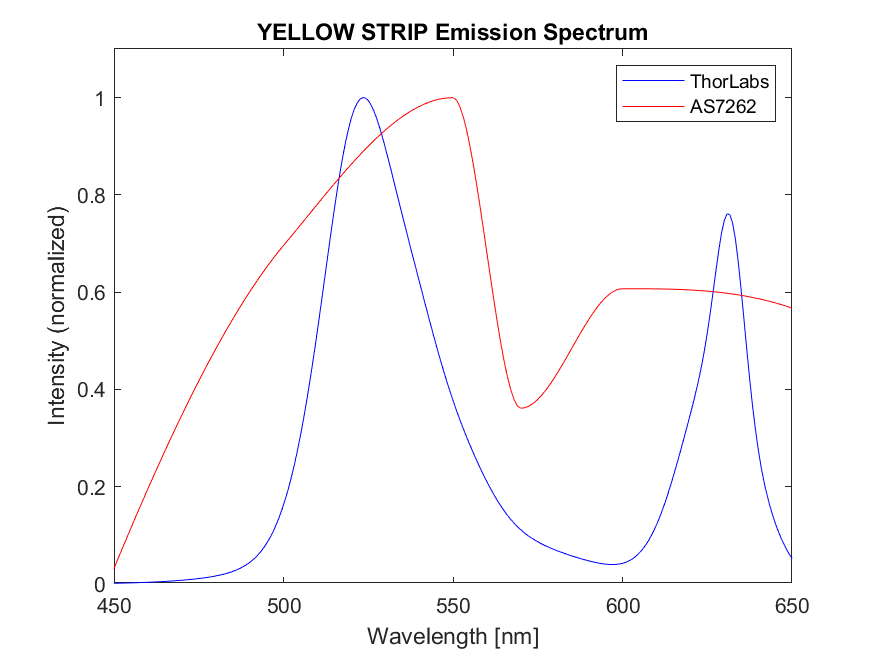 YELLOW STRIP Emission Spectrum
ThorLabs
AS7262
1
0.8
0.6
0.4
0.2
0
Intensity (normalized)
450 500 550 600 650
Wavelength [nm]